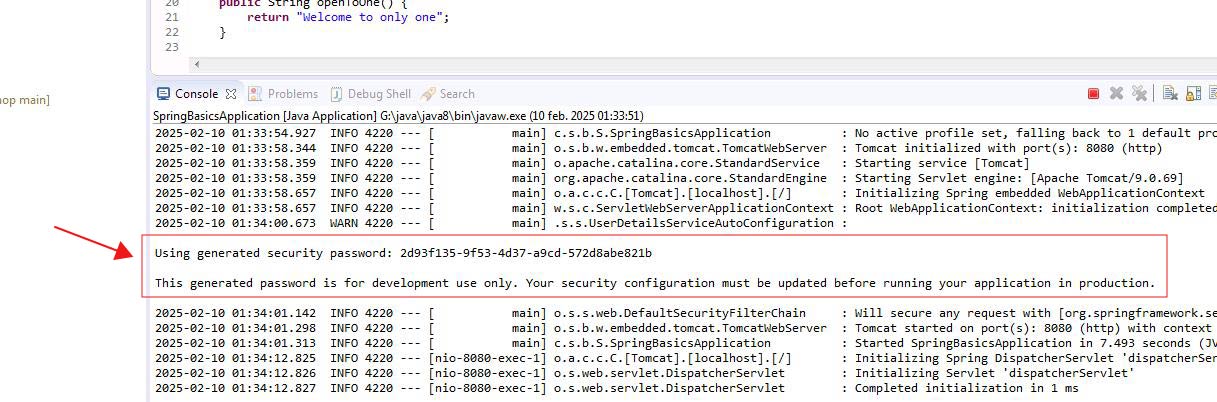 20 public String openToOne() {
21 return "Welcome to only one";
22 }
23
hop main]
Console Problems Debug Shell Search
SpringBasicsApplication [Java Application] G:\java\java8\bin\javaw.exe (10 feb. 2025 01:33:51)
2025-02-10 01:33:54.927 INFO 4220 --- [ main] c.s.b.S.SpringBasicsApplication : No active profile set, falling back to 1 default pro
2025-02-10 01:33:58.344 INFO 4220 --- [ main] o.s.b.w.embedded.tomcat.TomcatWebServer : Tomcat initialized with port(s): 8080 (http)
2025-02-10 01:33:58.359 INFO 4220 --- [ main] o.apache.catalina.core.StandardService : Starting service [Tomcat]
2025-02-10 01:33:58.359 INFO 4220 --- [ main] org.apache.catalina.core.StandardEngine : Starting Servlet engine: [Apache Tomcat/9.0.69]
2025-02-10 01:33:58.657 INFO 4220 --- [ main] o.a.c.c.C.[Tomcat].[localhost].[/] : Initializing Spring embedded WebApplicationContext
2025-02-10 01:33:58.657 INFO 4220 --- [ main] w.s.c.ServletWebServerApplicationContext : Root WebApplicationContext: initialization completed
2025-02-10 01:34:00.673 WARN 4220 --- [ main] .s.s.UserDetailsServiceAutoConfiguration :
Using generated security password: 2d93f135-9f53-4d37-a9cd-572d8abe821b
This generated password is for development use only. Your security configuration must be updated before running your application in production.
2025-02-10 01:34:01.142 INFO 4220 --- [ main] o.s.s.web.DefaultSecurityFilterChain : Will secure any request with [org.springframework.se
2025-02-10 01:34:01.298 INFO 4220 --- [ main] o.s.b.w.embedded.tomcat.TomcatWebServer : Tomcat started on port(s): 8080 (http) with context
2025-02-10 01:34:01.313 INFO 4220 --- [ main] c.s.b.S.SpringBasicsApplication : Started SpringBasicsApplication in 7.493 seconds (JV
2025-02-10 01:34:12.825 INFO 4220 --- [nio-8080-exec-1] o.a.c.c.C.[Tomcat].[localhost].[/] : Initializing Spring DispatcherServlet 'dispatcherSer
2025-02-10 01:34:12.826 INFO 4220 --- [nio-8080-exec-1] o.s.web.servlet.DispatcherServlet : Initializing Servlet 'dispatcherServlet'
2025-02-10 01:34:12.827 INFO 4220 --- [nio-8080-exec-1] o.s.web.servlet.DispatcherServlet : Completed initialization in 1 ms